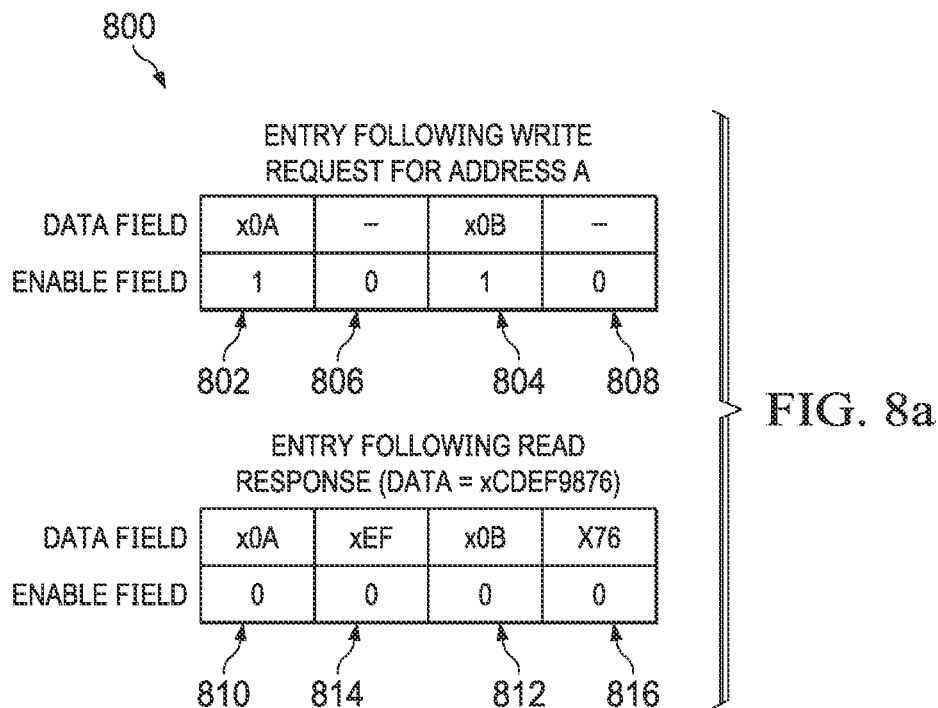 800
ENTRY FOLLOWING WRITE
REQUEST FOR ADDRESS A
DATA FIELD x0A – x0B –
ENABLE FIELD 1 0 1 0
802 806 804 808
FIG. 8a
ENTRY FOLLOWING READ
RESPONSE (DATA = xCDEF9876)
DATA FIELD x0A xEF x0B X76
ENABLE FIELD 0 0 0 0
810 814 812 816